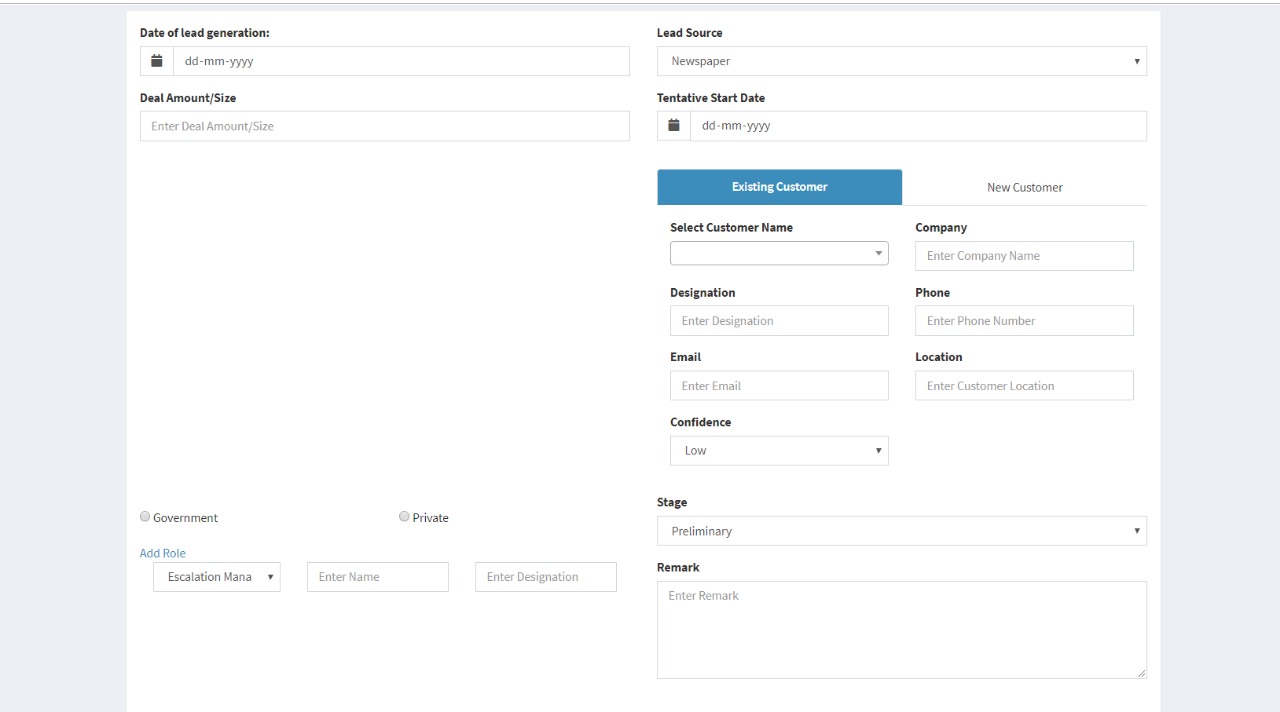 Date of lead generation:
Lead Source
dd-mm-yyyy
Newspaper
Deal Amount/Size
Tentative Start Date
Enter Deal Amount/Size
dd-mm-yyyy
Existing Customer
New Customer
Select Customer Name
Company
Enter Company Name
Designation
Phone
Enter Designation
Enter Phone Number
Email
Location
Enter Email
Enter Customer Location
Confidence
Low
Stage
Government
Private
Preliminary
Add Role
Remark
Escalation Mana
Enter Name
Enter Designation
Enter Remark